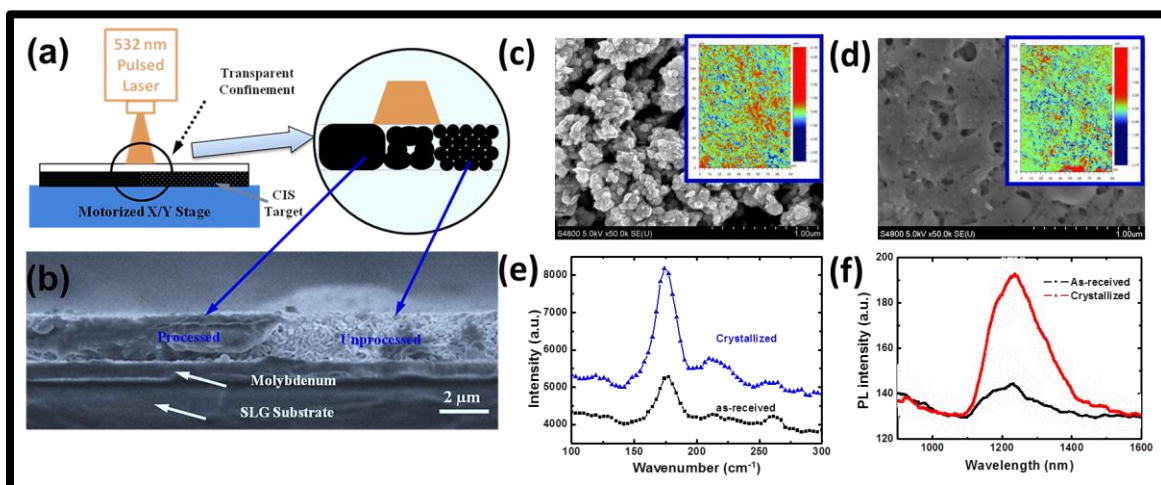 (a)
532 nm
Pulsed
Laser
Transparent
Confinement
CIS
Target
Motorized X/Y Stage
(b)
Processed
Unprocessed
Molybdenum
SLG Substrate
2 μm
(c)
S4800 5.0kV x50.0k SE(U)
1.00um
(d)
S4800 5.0kV x50.0k SE(U)
1.00um
(e)
8000
7000
6000
5000
4000
Intensity (a.u.)
Crystallized
as-received
100
150
200
250
300
Wavenumber (cm⁻¹)
(f)
200
180
160
140
120
PL intensity (a.u.)
As-received
Crystallized
1000
1200
1400
1600
Wavelength (nm)